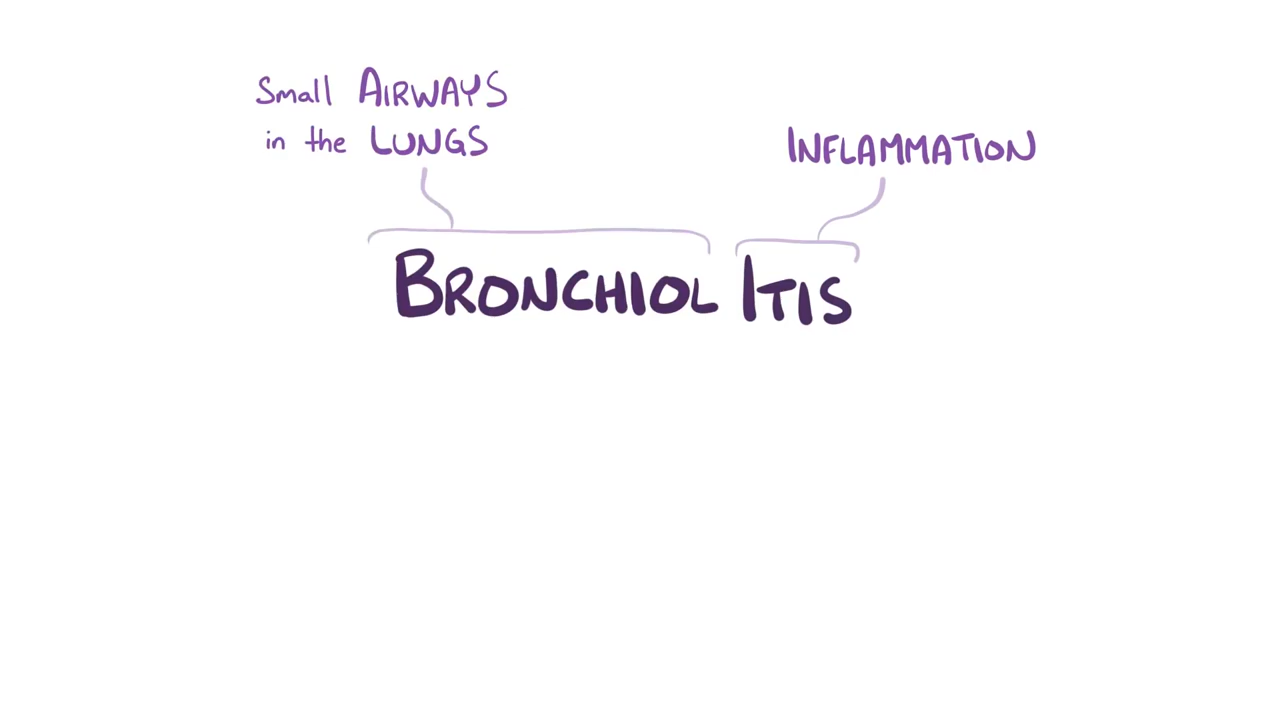 Small AIRWAYS
in the LUNGS
INFLAMMATION
BRONCHIOL ITIS